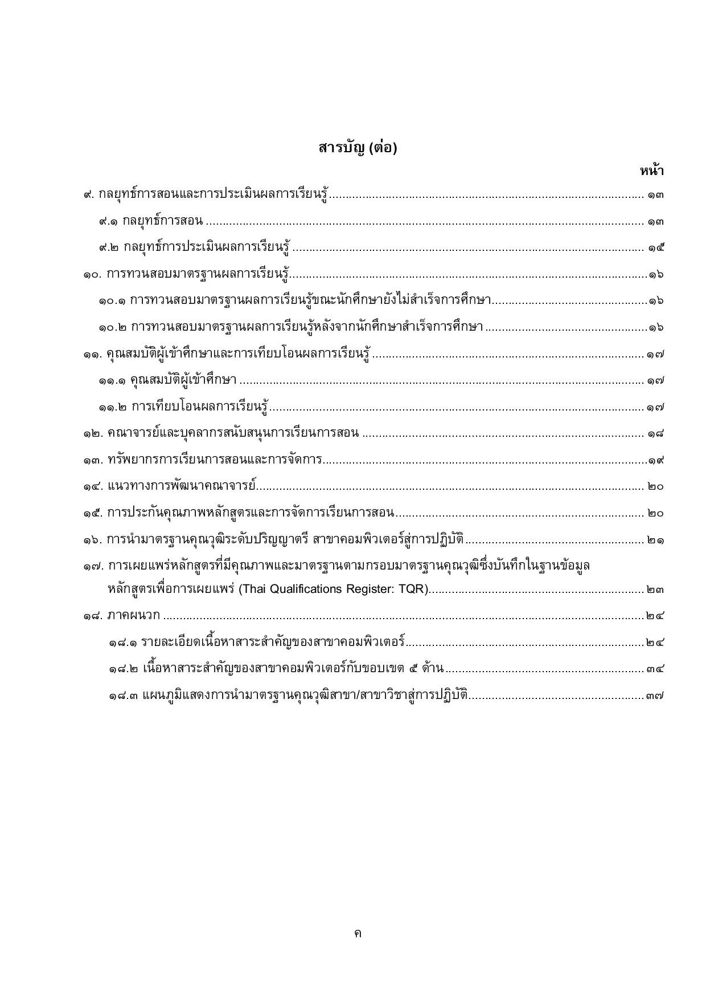 สารบัญ (ต่อ)
หน้า
๙. กลยุทธ์การสอนและการประเมินผลการเรียนรู้ ๑๓
๙.๑ กลยุทธ์การสอน ๑๓
๙.๒ กลยุทธ์การประเมินผลการเรียนรู้ ๑๕
๑๐. การทวนสอบมาตรฐานผลการเรียนรู้ ๑๖
๑๐.๑ การทวนสอบมาตรฐานผลการเรียนรู้ขณะนักศึกษายังไม่สำเร็จการศึกษา ๑๖
๑๐.๒ การทวนสอบมาตรฐานผลการเรียนรู้หลังจากนักศึกษาสำเร็จการศึกษา ๑๖
๑๑. คุณสมบัติผู้เข้าศึกษาและการเทียบโอนผลการเรียนรู้ ๑๗
๑๑.๑ คุณสมบัติผู้เข้าศึกษา ๑๗
๑๑.๒ การเทียบโอนผลการเรียนรู้ ๑๗
๑๒. คณาจารย์และบุคลากรสนับสนุนการเรียนการสอน ๑๘
๑๓. ทรัพยากรการเรียนการสอนและการจัดการ ๑๙
๑๔. แนวทางการพัฒนาคณาจารย์ ๒๐
๑๕. การประกันคุณภาพหลักสูตรและการจัดการเรียนการสอน ๒๐
๑๖. การนำมาตรฐานคุณวุฒิระดับปริญญาตรี สาขาคอมพิวเตอร์สู่การปฏิบัติ ๒๑
๑๗. การเผยแพร่หลักสูตรที่มีคุณภาพและมาตรฐานตามกรอบมาตรฐานคุณวุฒิซึ่งบันทึกในฐานข้อมูล
หลักสูตรเพื่อการเผยแพร่ (Thai Qualifications Register: TQR) ๒๓
๑๘. ภาคผนวก ๒๔
๑๘.๑ รายละเอียดเนื้อหาสาระสำคัญของสาขาคอมพิวเตอร์ ๒๔
๑๘.๒ เนื้อหาสาระสำคัญของสาขาคอมพิวเตอร์กับขอบเขต ๕ ด้าน ๓๔
๑๘.๓ แผนภูมิแสดงการนำมาตรฐานคุณวุฒิสาขา/สาขาวิชาสู่การปฏิบัติ ๓๗
ค